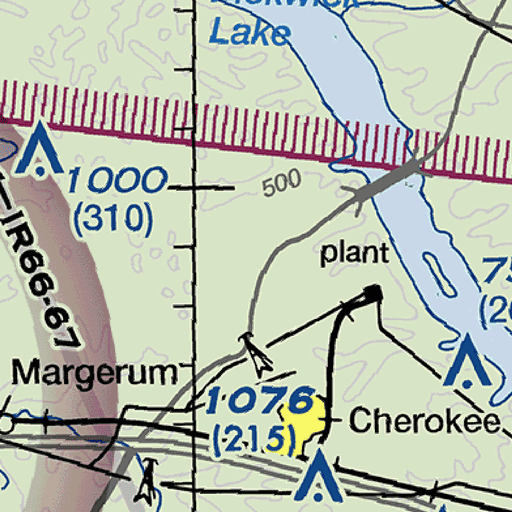 Lake
1000
(310)
500
IR66-67
plant
Margerum
1076
(215)
Cherokee